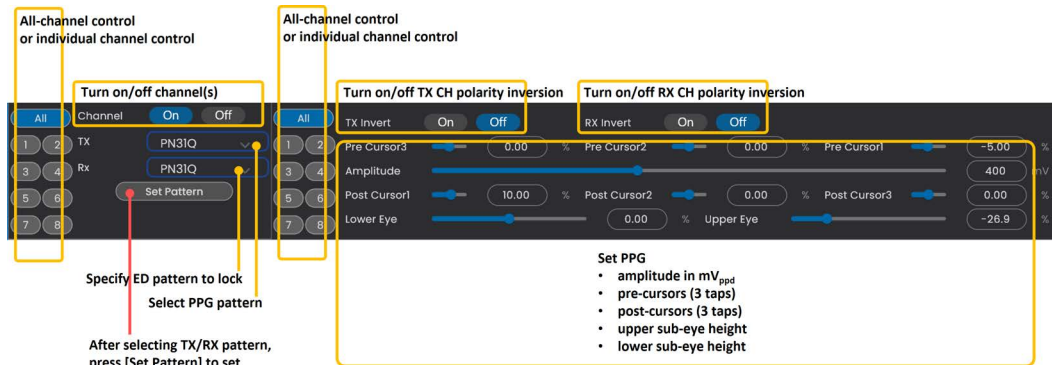 All-channel control
or individual channel control
All-channel control
or individual channel control
Turn on/off channel(s)
Turn on/off TX CH polarity inversion
Turn on/off RX CH polarity inversion
All Channel On Off
1 2 TX PN31Q
3 4 Rx PN31Q
5 6 Set Pattern
7 8
All TX Invert On Off RX Invert On Off
1 2 Pre Cursor3 0.00 % Pre Cursor2 0.00 % Pre Cursor1 -5.00 %
3 4 Amplitude 400 mV
5 6 Post Cursor1 10.00 % Post Cursor2 0.00 % Post Cursor3 0.00 %
7 8 Lower Eye 0.00 % Upper Eye -26.9 %
Specify ED pattern to lock
Select PPG pattern
After selecting TX/RX pattern,
press [Set Pattern] to set
Set PPG
• amplitude in mVppd
• pre-cursors (3 taps)
• post-cursors (3 taps)
• upper sub-eye height
• lower sub-eye height